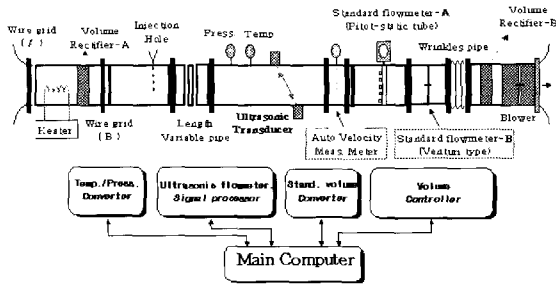 Wire grid
(A)
Volume
Rectifier-A
Injection
Hole
Press. Temp
Standard flowmeter-A
(Pitot-static tube)
Wrinkles pipe
Volume
Rectifier-B
Heater
Wire grid
(B)
Length
Variable pipe
Ultrasonic
Transducer
Auto Velocity
Meas. Meter
Standard flowmeter-B
(Venturi type)
Blower
Temp./Press.
Converter
Ultrasonic flowmeter.
Signal processor
Stand. volume
Converter
Volume
Controller
Main Computer